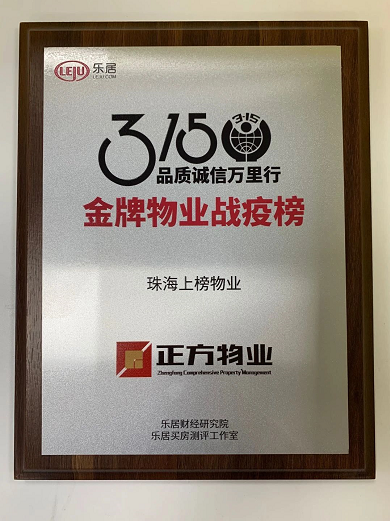 LEJU 乐居
LEJU.COM
3·15
315
品质诚信万里行
金牌物业战疫榜
珠海上榜物业
正方物业
Zhengfang Comprehensive Property Management
乐居财经研究院
乐居买房测评工作室